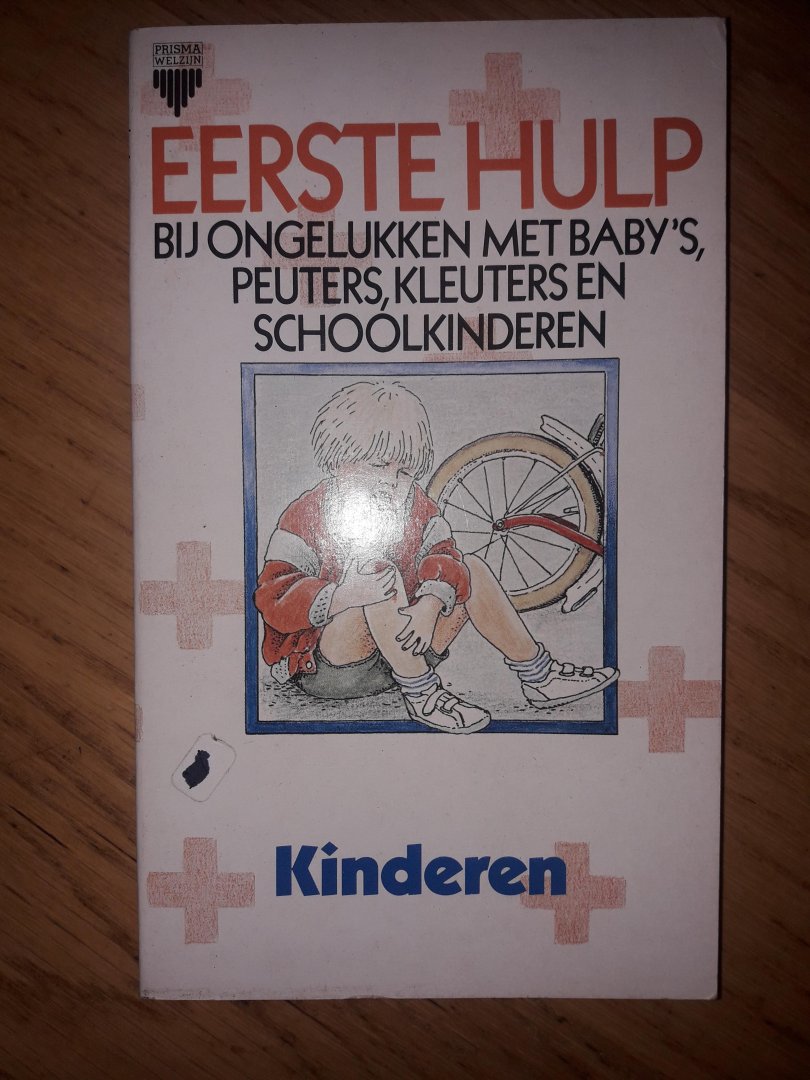 PRISMA
WELZIJN
EERSTE HULP
BIJ ONGELUKKEN MET BABY'S,
PEUTERS, KLEUTERS EN
SCHOOLKINDEREN
Kinderen